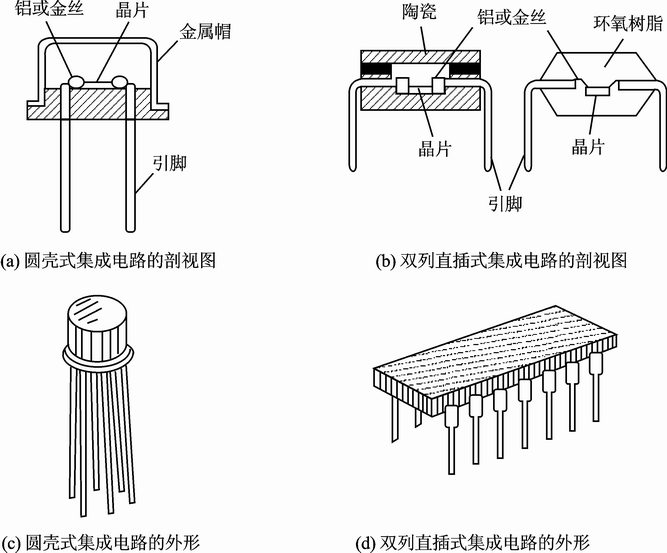 铝或金丝
晶片
金属帽
引脚
(a) 圆壳式集成电路的剖视图
陶瓷
铝或金丝
环氧树脂
晶片
晶片
引脚
(b) 双列直插式集成电路的剖视图
(c) 圆壳式集成电路的外形
(d) 双列直插式集成电路的外形